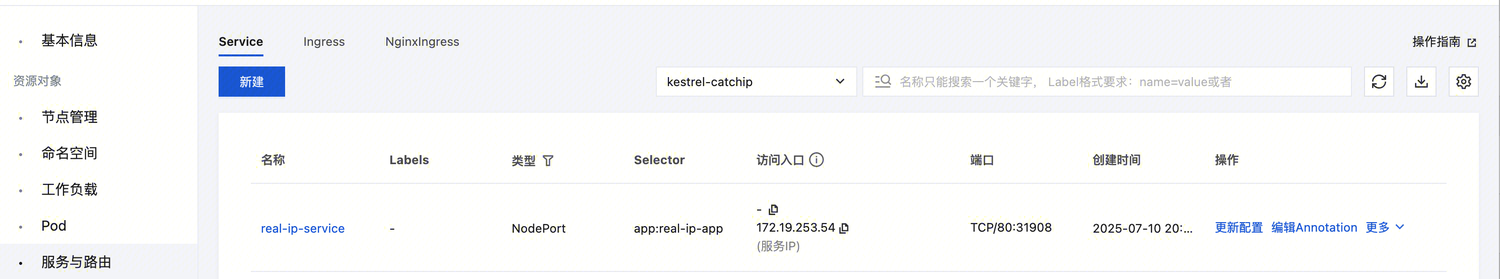 基本信息
资源对象
节点管理
命名空间
工作负载
Pod
服务与路由
Service Ingress NginxIngress 操作指南
新建 kestrel-catchip 名称只能搜索一个关键字， Label格式要求：name=value或者
名称 Labels 类型 Selector 访问入口 端口 创建时间 操作
real-ip-service - NodePort app:real-ip-app - 172.19.253.54 (服务IP) TCP/80:31908 2025-07-10 20:... 更新配置 编辑Annotation 更多